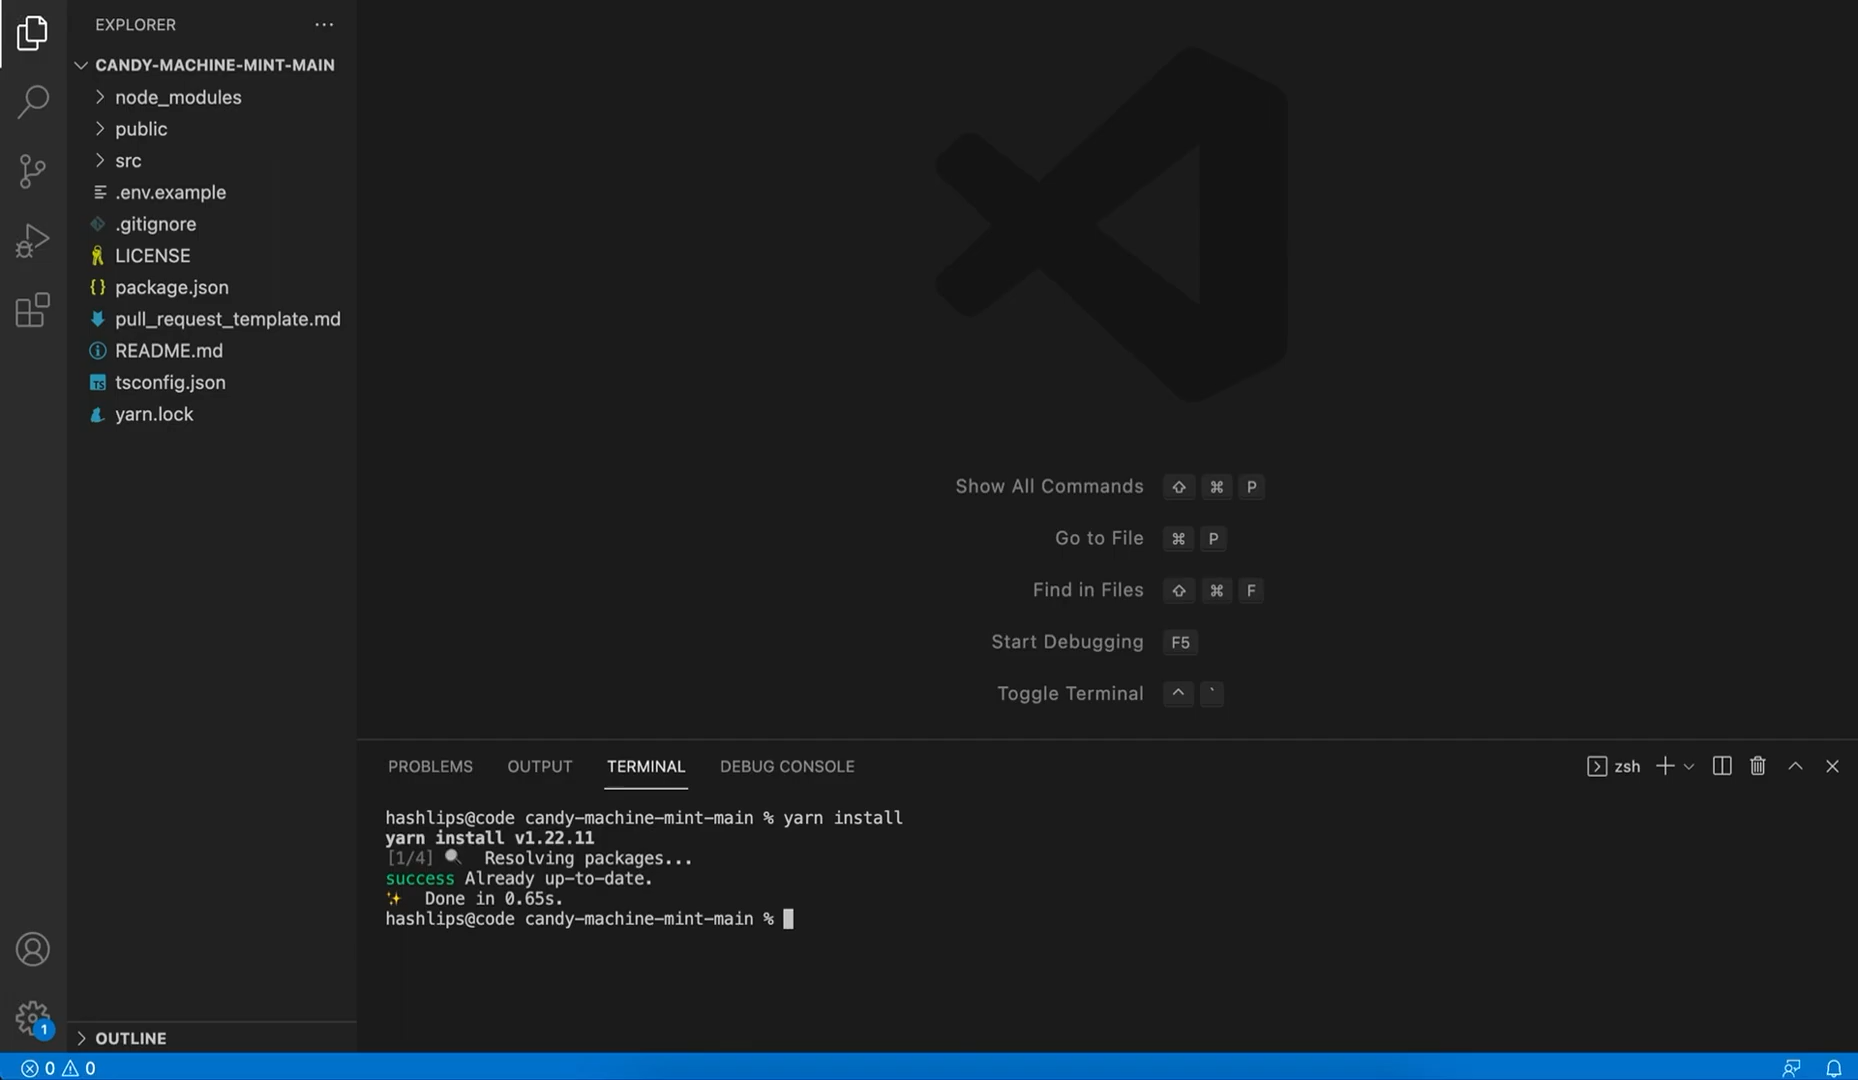 EXPLORER
CANDY-MACHINE-MINT-MAIN
node_modules
public
src
.env.example
.gitignore
LICENSE
package.json
pull_request_template.md
README.md
tsconfig.json
yarn.lock
OUTLINE
Show All Commands ⇧ ⌘ P
Go to File ⌘ P
Find in Files ⇧ ⌘ F
Start Debugging F5
Toggle Terminal ^ `
PROBLEMS OUTPUT TERMINAL DEBUG CONSOLE zsh
hashlips@code candy-machine-mint-main % yarn install
yarn install v1.22.11
[1/4] 🔍 Resolving packages...
success Already up-to-date.
✨ Done in 0.65s.
hashlips@code candy-machine-mint-main %
1
0 0